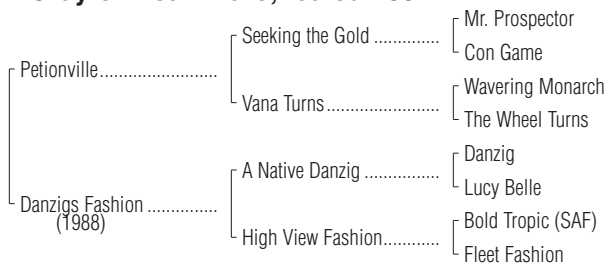 Mr. Prospector
Seeking the Gold .............
Con Game
Petionville.......................
Wavering Monarch
Vana Turns......................
The Wheel Turns
Danzig
A Native Danzig ...............
Lucy Belle
Danzigs Fashion ..............
(1988)
Bold Tropic (SAF)
High View Fashion...........
Fleet Fashion